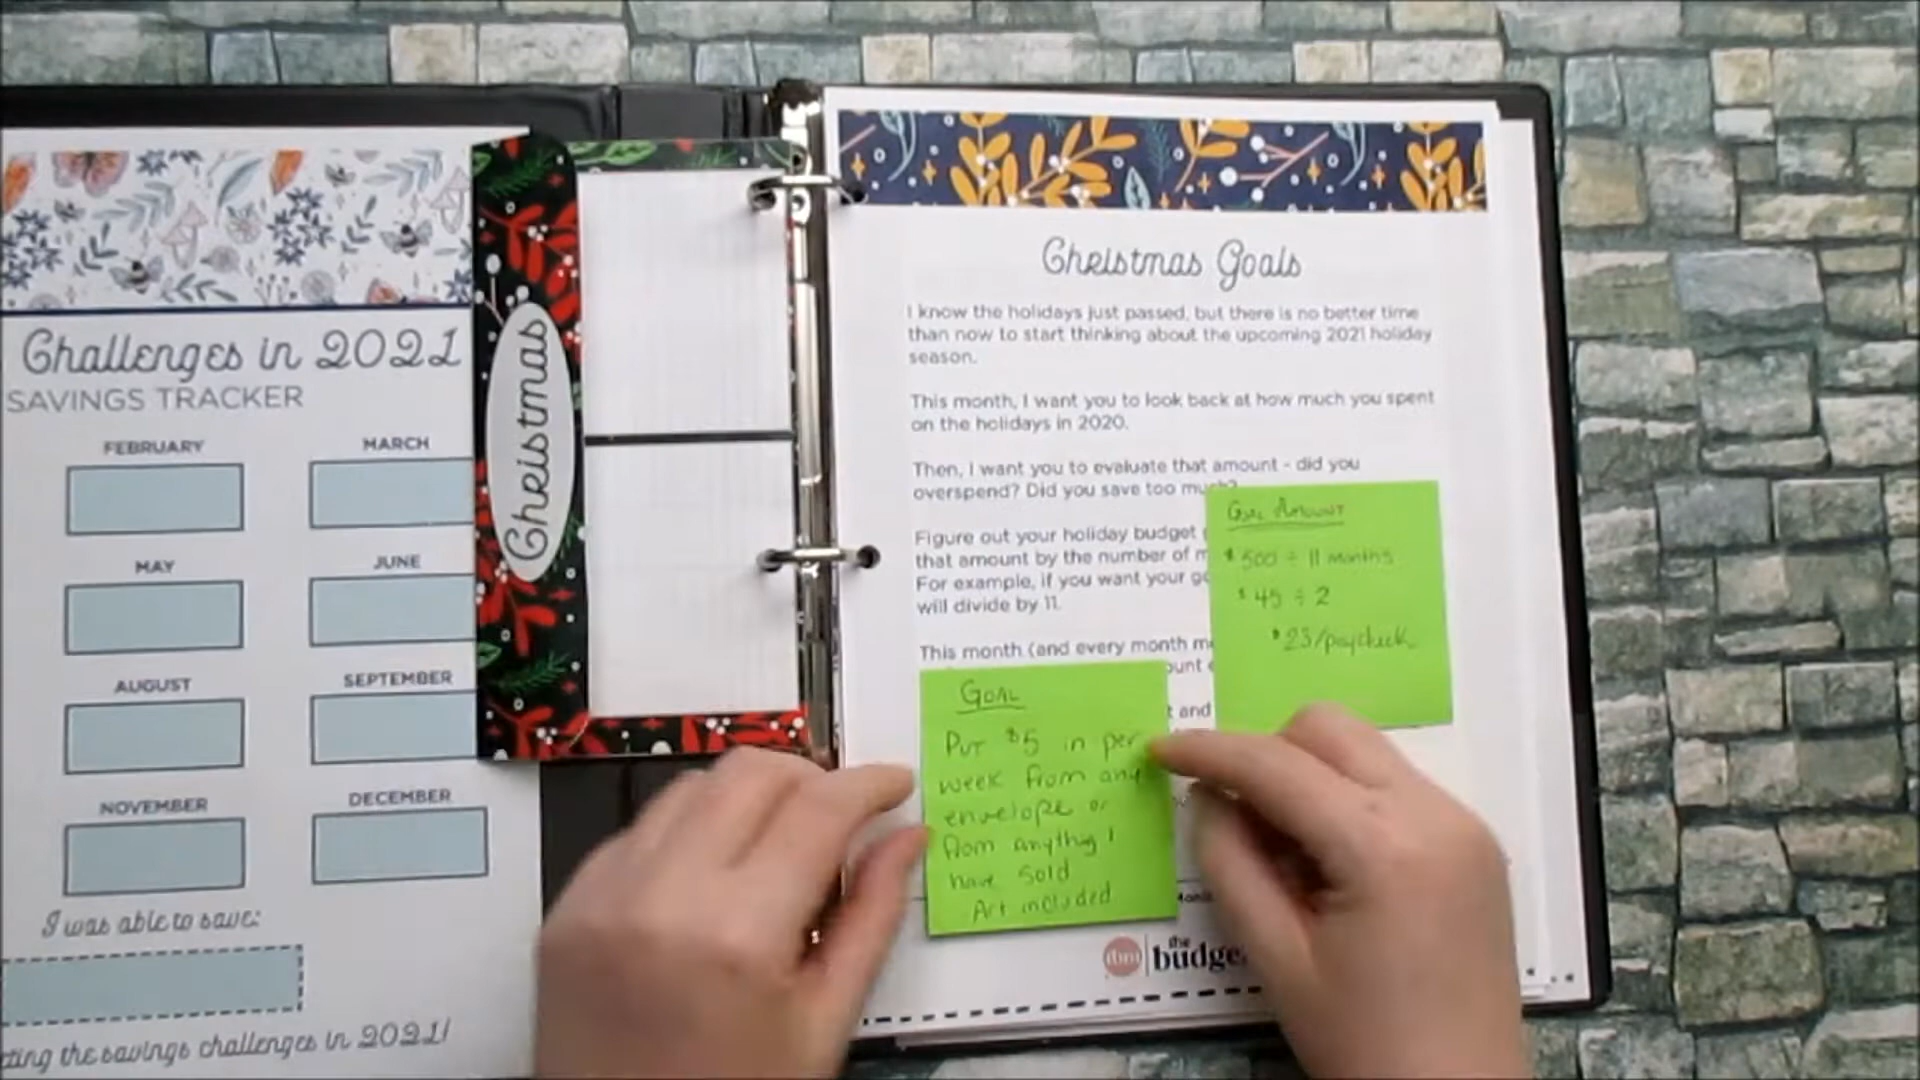 Challenges in 2021
SAVINGS TRACKER
FEBRUARY
MARCH
MAY
JUNE
AUGUST
SEPTEMBER
NOVEMBER
DECEMBER
I was able to save:
the savings challenges in 2021!
Christmas
Christmas Goals
I know the holidays just passed, but there is no better time
than now to start thinking about the upcoming 2021 holiday
season.
This month, I want you to look back at how much you spent
on the holidays in 2020.
Then, I want you to evaluate that amount - did you
overspend? Did you save too much?
Figure out your holiday budget
that amount by the number of
For example, if you want your
will divide by 11.
This month (and every month
and
GOAL AMOUNT
$500 ÷ 11 months
$45 ÷ 2
$23/paycheck
GOAL
Put $5 in per
week from any
envelope or
from anything I
have sold
Art included
tbm
the